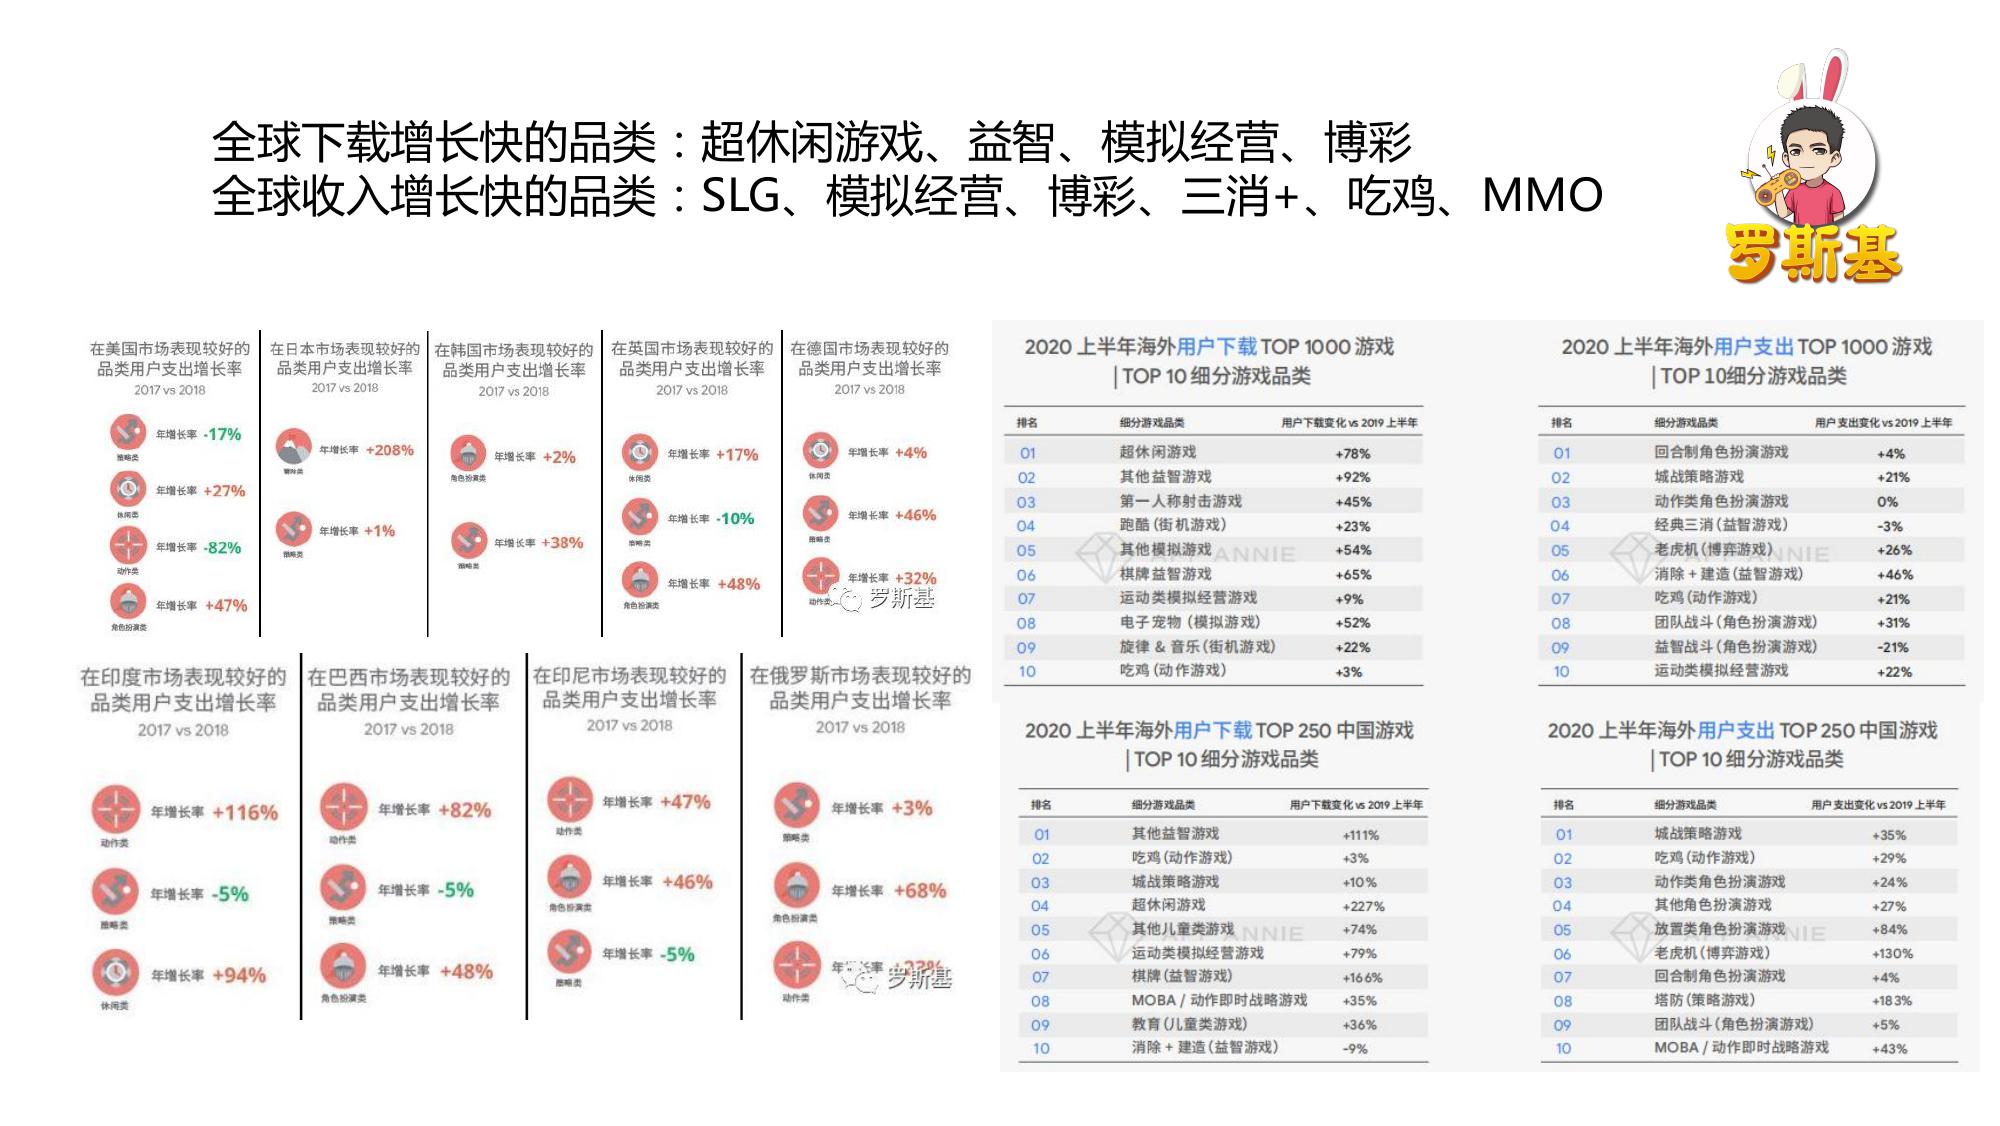 全球下载增长快的品类：超休闲游戏、益智、模拟经营、博彩
全球收入增长快的品类：SLG、模拟经营、博彩、三消+、吃鸡、MMO
罗斯基
在美国市场表现较好的
品类用户支出增长率
2017 vs 2018
年增长率 -17%
策略类
年增长率 +27%
休闲类
年增长率 -82%
动作类
年增长率 +47%
角色扮演类
在日本市场表现较好的
品类用户支出增长率
2017 vs 2018
年增长率 +208%
年增长率 +1%
策略类
在韩国市场表现较好的
品类用户支出增长率
2017 vs 2018
年增长率 +2%
角色扮演类
年增长率 +38%
策略类
在英国市场表现较好的
品类用户支出增长率
2017 vs 2018
年增长率 +17%
休闲类
年增长率 -10%
策略类
年增长率 +48%
角色扮演类
在德国市场表现较好的
品类用户支出增长率
2017 vs 2018
年增长率 +4%
休闲类
年增长率 +46%
策略类
年增长率 +32%
动作类
罗斯基
在印度市场表现较好的
品类用户支出增长率
2017 vs 2018
年增长率 +116%
动作类
年增长率 -5%
策略类
年增长率 +94%
休闲类
在巴西市场表现较好的
品类用户支出增长率
2017 vs 2018
年增长率 +82%
动作类
年增长率 -5%
策略类
年增长率 +48%
角色扮演类
在印尼市场表现较好的
品类用户支出增长率
2017 vs 2018
年增长率 +47%
动作类
年增长率 +46%
角色扮演类
年增长率 -5%
策略类
在俄罗斯市场表现较好的
品类用户支出增长率
2017 vs 2018
年增长率 +3%
策略类
年增长率 +68%
角色扮演类
动作类
罗斯基
2020 上半年海外用户下载 TOP 1000 游戏
| TOP 10 细分游戏品类
排名 细分游戏品类 用户下载变化 vs 2019 上半年
01 超休闲游戏 +78%
02 其他益智游戏 +92%
03 第一人称射击游戏 +45%
04 跑酷 (街机游戏) +23%
05 其他模拟游戏 +54%
06 棋牌益智游戏 +65%
07 运动类模拟经营游戏 +9%
08 电子宠物 (模拟游戏) +52%
09 旋律 & 音乐 (街机游戏) +22%
10 吃鸡 (动作游戏) +3%
2020 上半年海外用户支出 TOP 1000 游戏
| TOP 10细分游戏品类
排名 细分游戏品类 用户支出变化 vs 2019 上半年
01 回合制角色扮演游戏 +4%
02 城战策略游戏 +21%
03 动作类角色扮演游戏 0%
04 经典三消 (益智游戏) -3%
05 老虎机 (博弈游戏) +26%
06 消除 + 建造 (益智游戏) +46%
07 吃鸡 (动作游戏) +21%
08 团队战斗 (角色扮演游戏) +31%
09 益智战斗 (角色扮演游戏) -21%
10 运动类模拟经营游戏 +22%
2020 上半年海外用户下载 TOP 250 中国游戏
| TOP 10 细分游戏品类
排名 细分游戏品类 用户下载变化 vs 2019 上半年
01 其他益智游戏 +111%
02 吃鸡 (动作游戏) +3%
03 城战策略游戏 +10%
04 超休闲游戏 +227%
05 其他儿童类游戏 +74%
06 运动类模拟经营游戏 +79%
07 棋牌 (益智游戏) +166%
08 MOBA / 动作即时战略游戏 +35%
09 教育 (儿童类游戏) +36%
10 消除 + 建造 (益智游戏) -9%
2020 上半年海外用户支出 TOP 250 中国游戏
| TOP 10 细分游戏品类
排名 细分游戏品类 用户支出变化 vs 2019 上半年
01 城战策略游戏 +35%
02 吃鸡 (动作游戏) +29%
03 动作类角色扮演游戏 +24%
04 其他角色扮演游戏 +27%
05 放置类角色扮演游戏 +84%
06 老虎机 (博弈游戏) +130%
07 回合制角色扮演游戏 +4%
08 塔防 (策略游戏) +183%
09 团队战斗 (角色扮演游戏) +5%
10 MOBA / 动作即时战略游戏 +43%